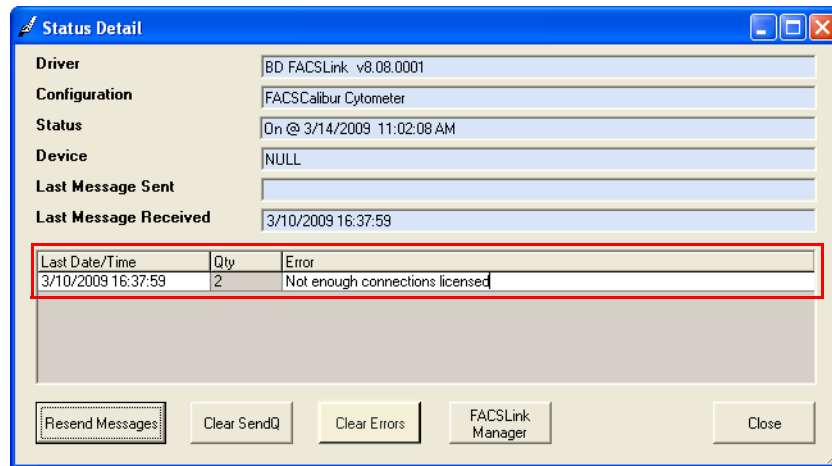 Status Detail
Driver BD FACSLink v8.08.0001
Configuration FACSCalibur Cytometer
Status On @ 3/14/2009 11:02:08 AM
Device NULL
Last Message Sent
Last Message Received 3/10/2009 16:37:59
Last Date/Time Qty Error
3/10/2009 16:37:59 2 Not enough connections licensed
Resend Messages Clear SendQ Clear Errors FACSLink Manager Close